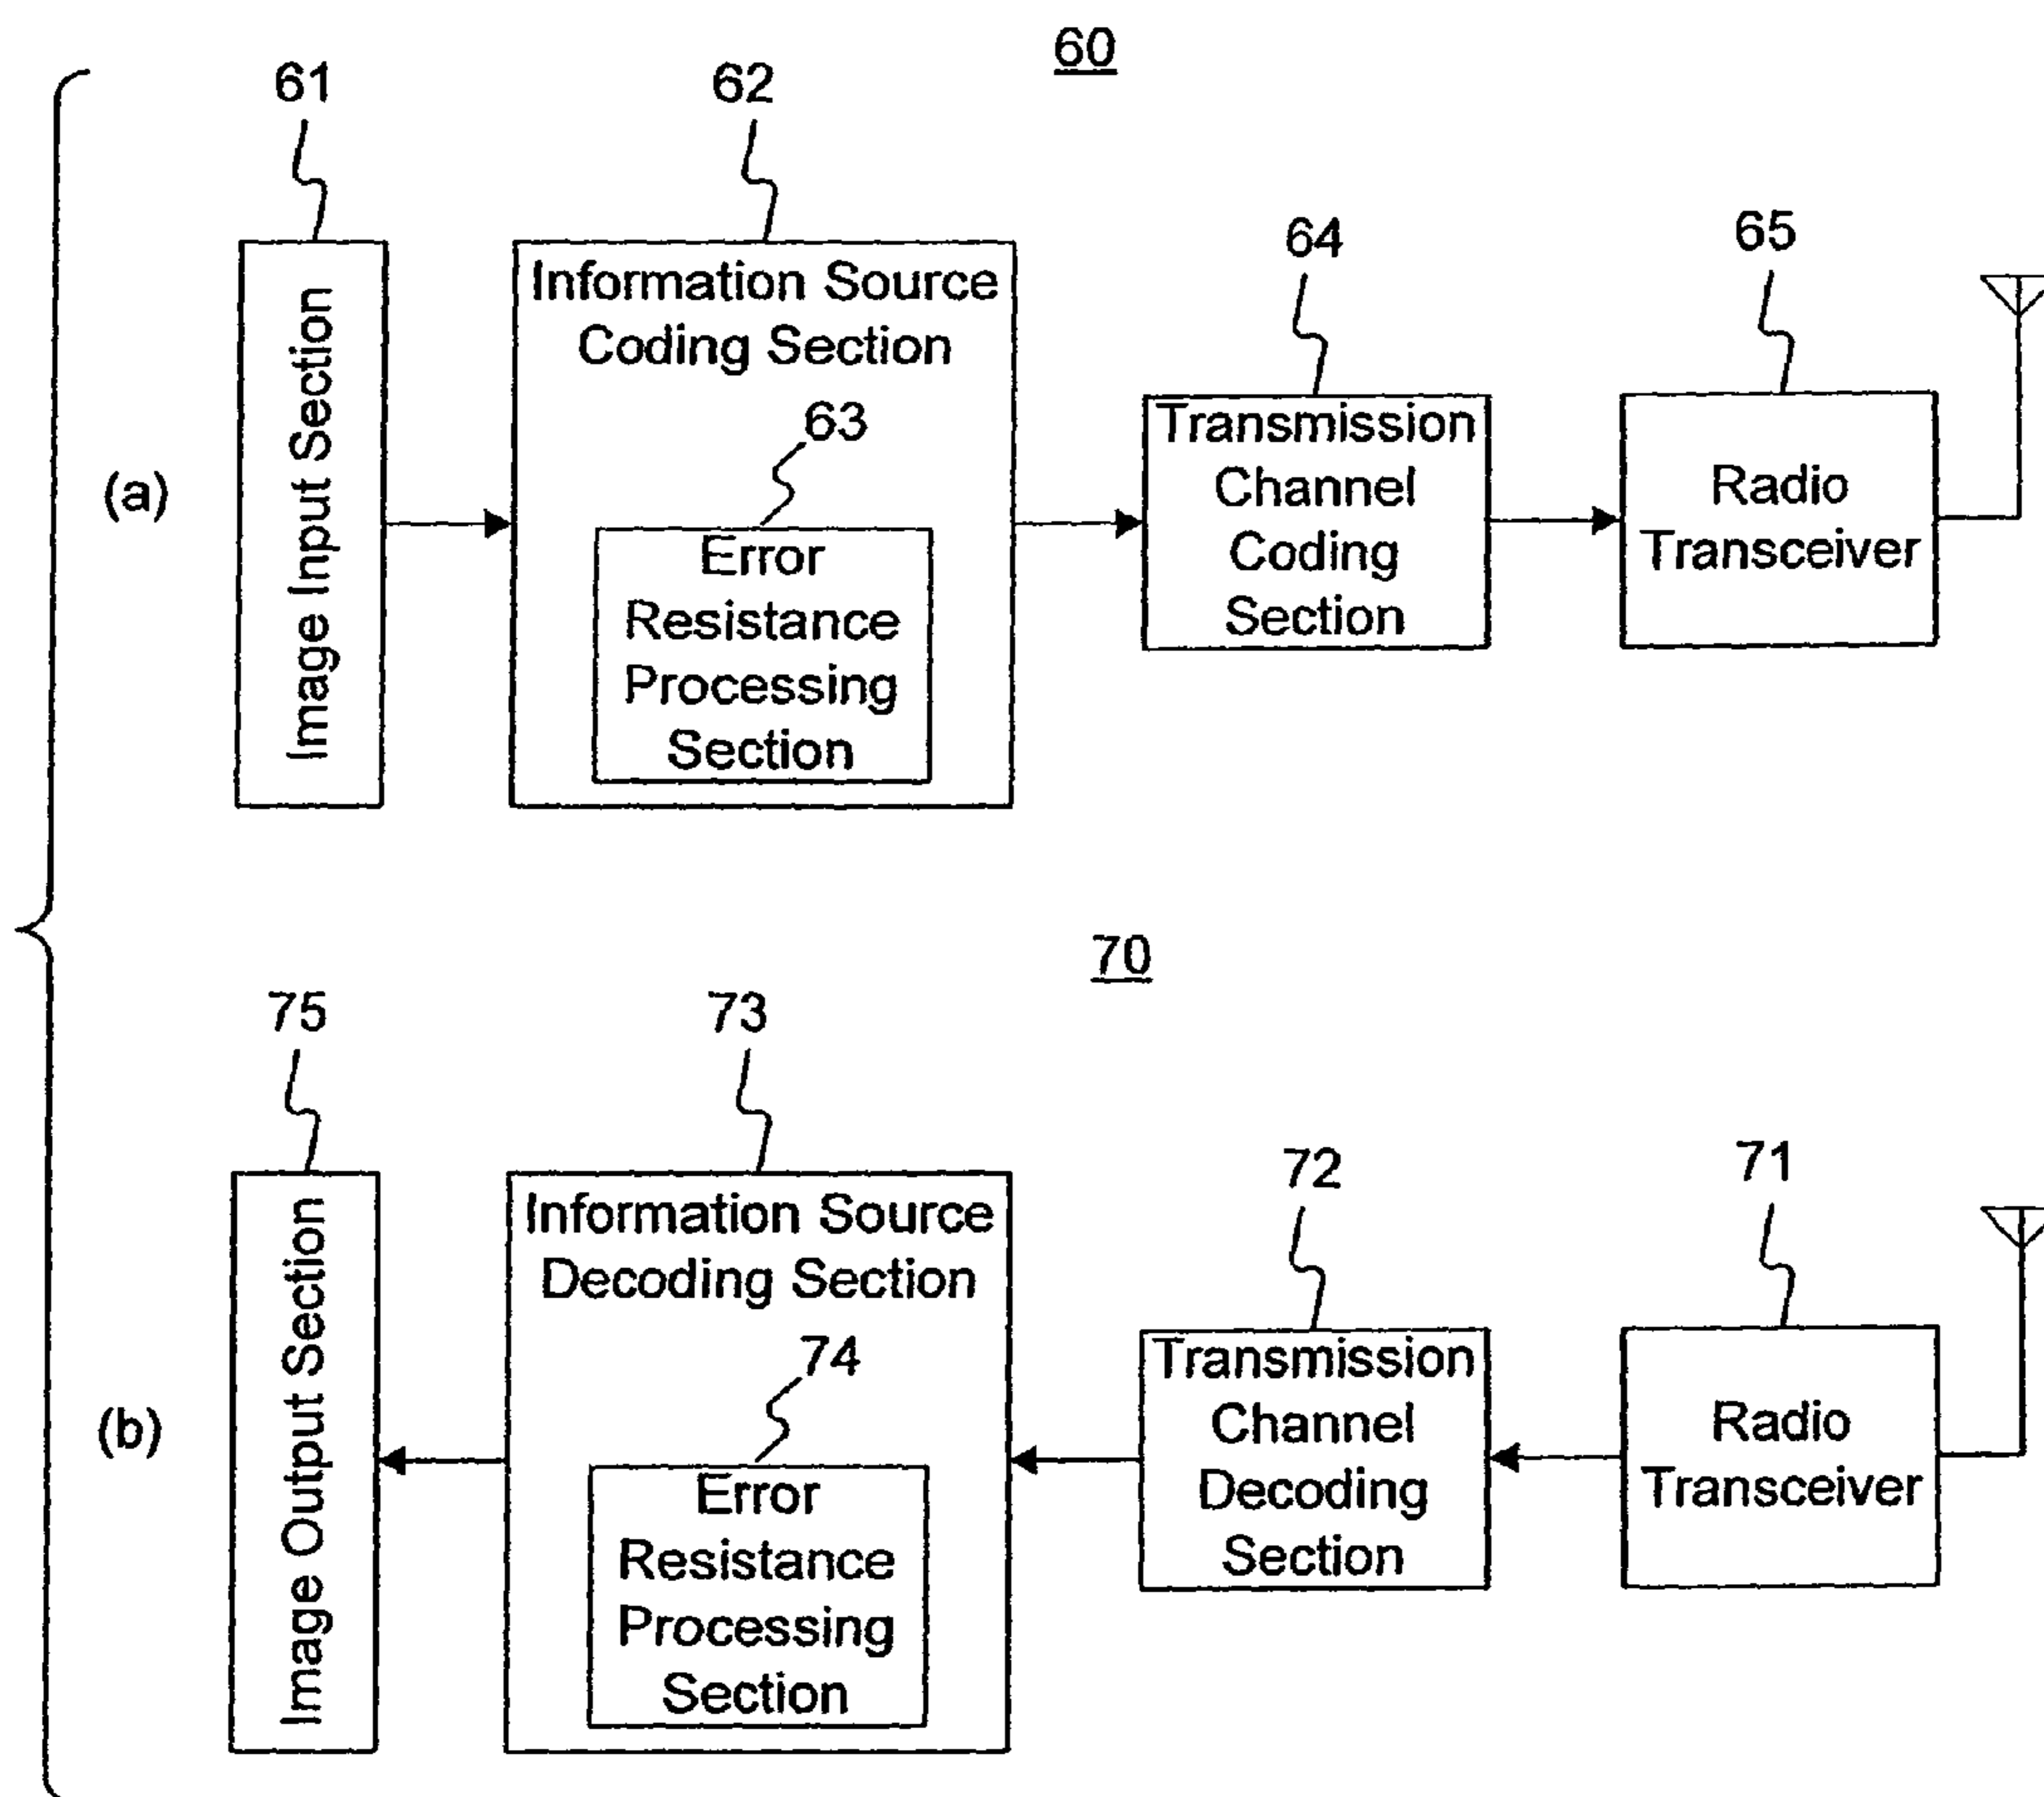 60
61
62
64
65
(a)
Image Input Section
Information Source
Coding Section
63
Error
Resistance
Processing
Section
Transmission
Channel
Coding
Section
Radio
Transceiver
70
75
73
72
71
(b)
Image Output Section
Information Source
Decoding Section
74
Error
Resistance
Processing
Section
Transmission
Channel
Decoding
Section
Radio
Transceiver